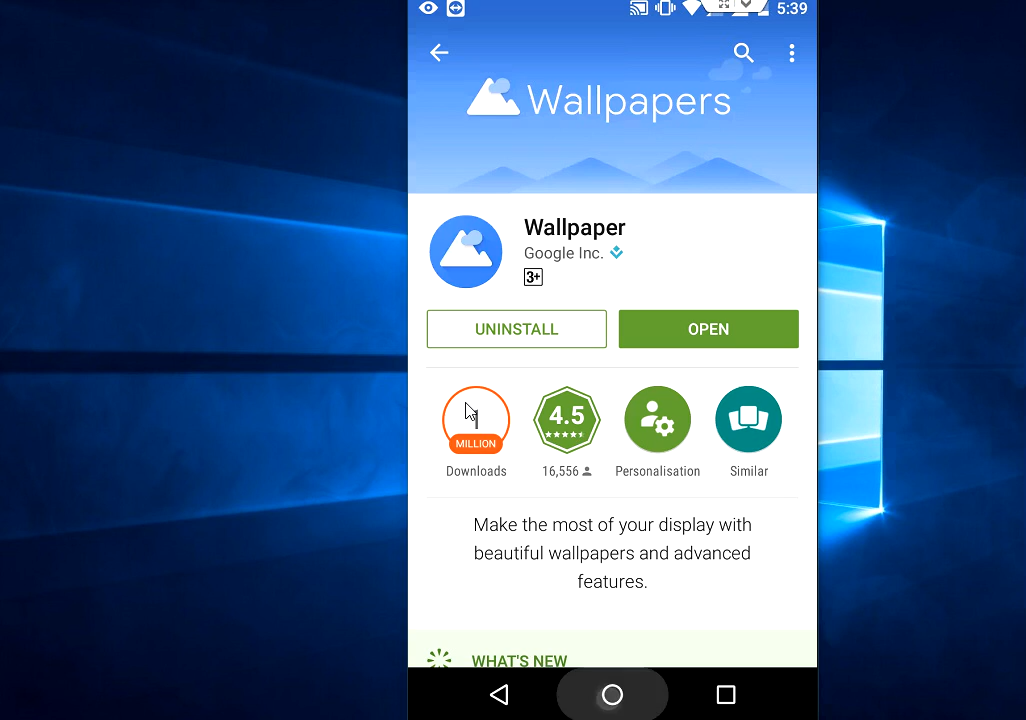 5:39
Wallpapers
Wallpaper
Google Inc.
3+
UNINSTALL
OPEN
1
MILLION
4.5
Downloads
16,556
Personalisation
Similar
Make the most of your display with
beautiful wallpapers and advanced
features.
WHAT'S NEW